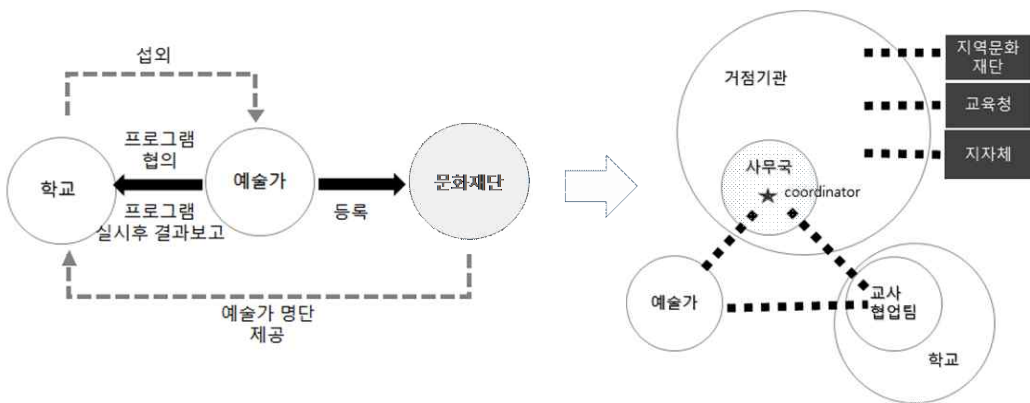 섭외
프로그램
협의
학교
예술가
문화재단
프로그램
실시후 결과보고
등록
예술가 명단
제공
거점기관
지역문화
재단
교육청
지자체
사무국
coordinator
예술가
교사
협업팀
학교